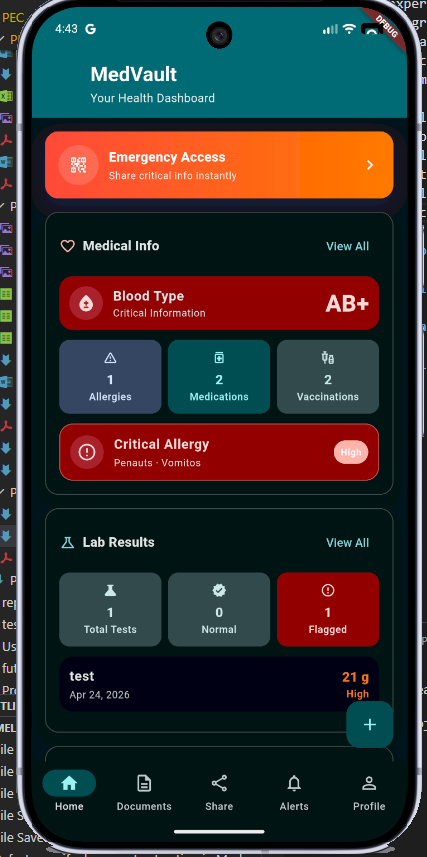 4:43 G
DEBUG
MedVault
Your Health Dashboard
Emergency Access
Share critical info instantly
Medical Info
View All
Blood Type
Critical Information
AB+
1
Allergies
2
Medications
2
Vaccinations
Critical Allergy
Penauts · Vomitos
High
Lab Results
View All
1
Total Tests
0
Normal
1
Flagged
test
Apr 24, 2026
21 g
High
+
Home
Documents
Share
Alerts
Profile